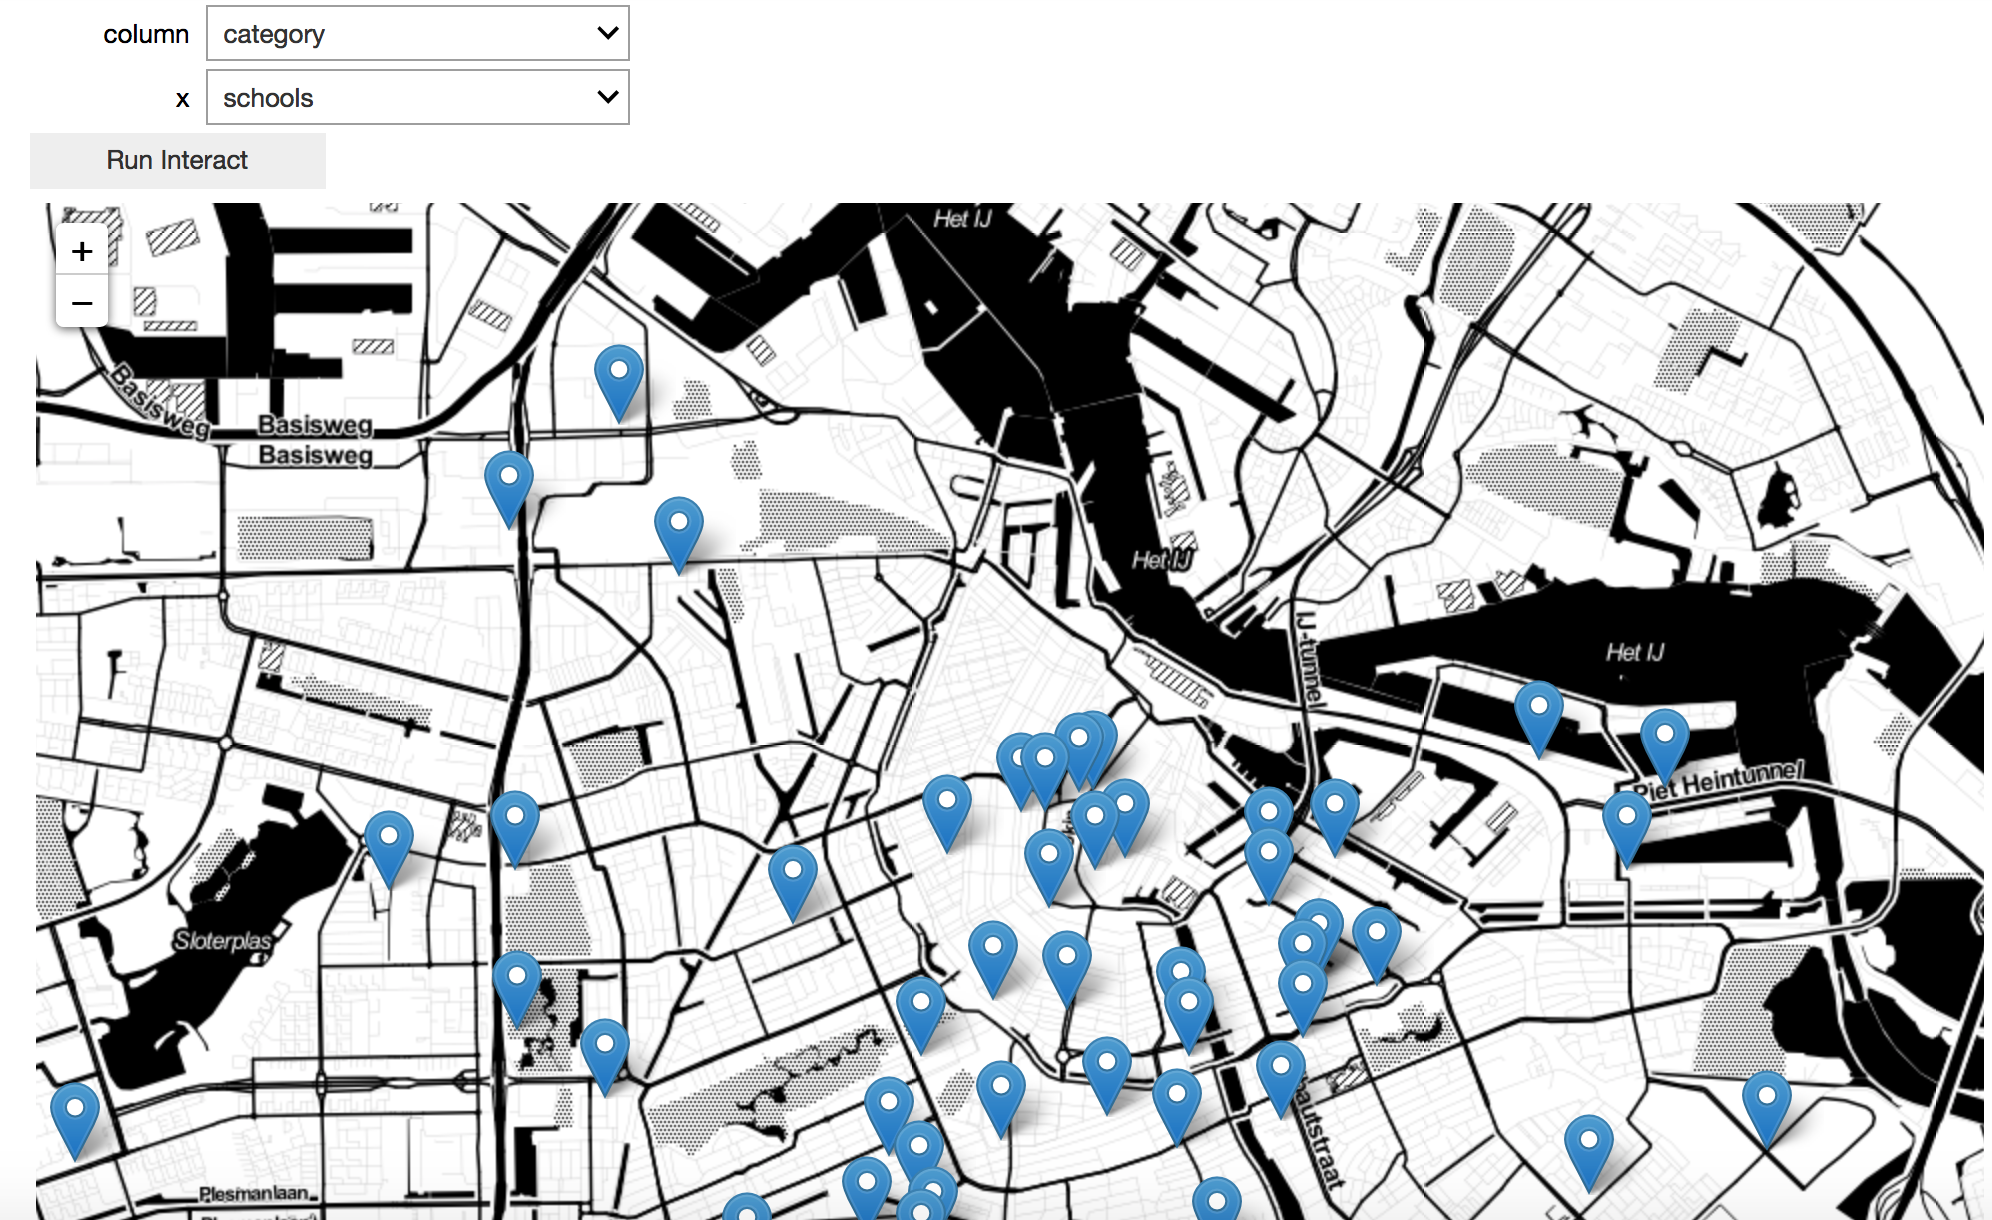 column category
x schools
Run Interact
+
−
Het IJ
Basisweg
Basisweg
Basisweg
Het IJ
IJ-tunnel
Het IJ
Piet Heintunnel
Sloterplas
Plesmanlaan